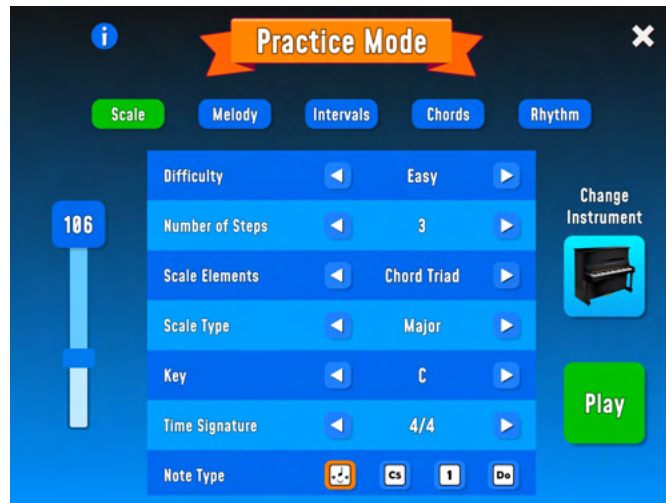 i
Practice Mode
Scale Melody Intervals Chords Rhythm
106
Difficulty Easy
Number of Steps 3
Scale Elements Chord Triad
Scale Type Major
Key C
Time Signature 4/4
Note Type C5 1 Do
Change
Instrument
Play